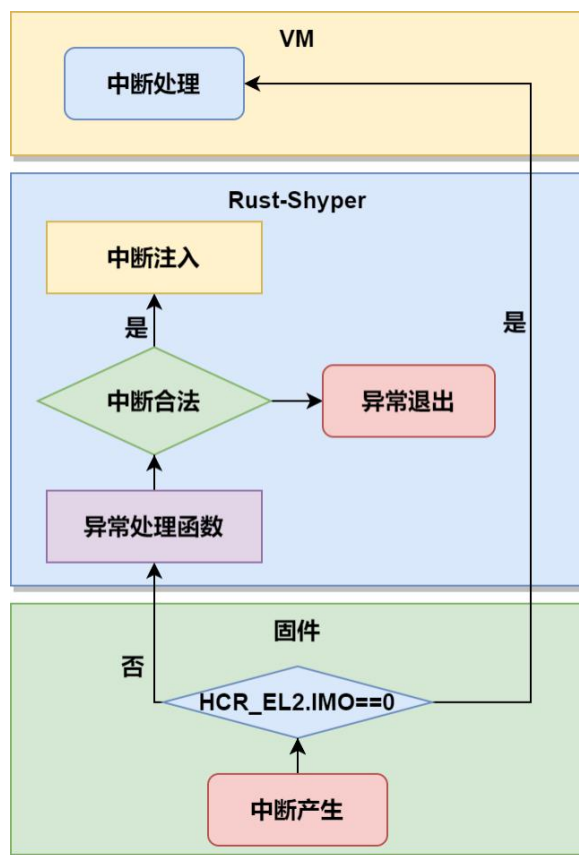 VM
中断处理
Rust-Shyper
中断注入
是
是
中断合法
异常退出
异常处理函数
固件
否
HCR_EL2.IMO==0
中断产生